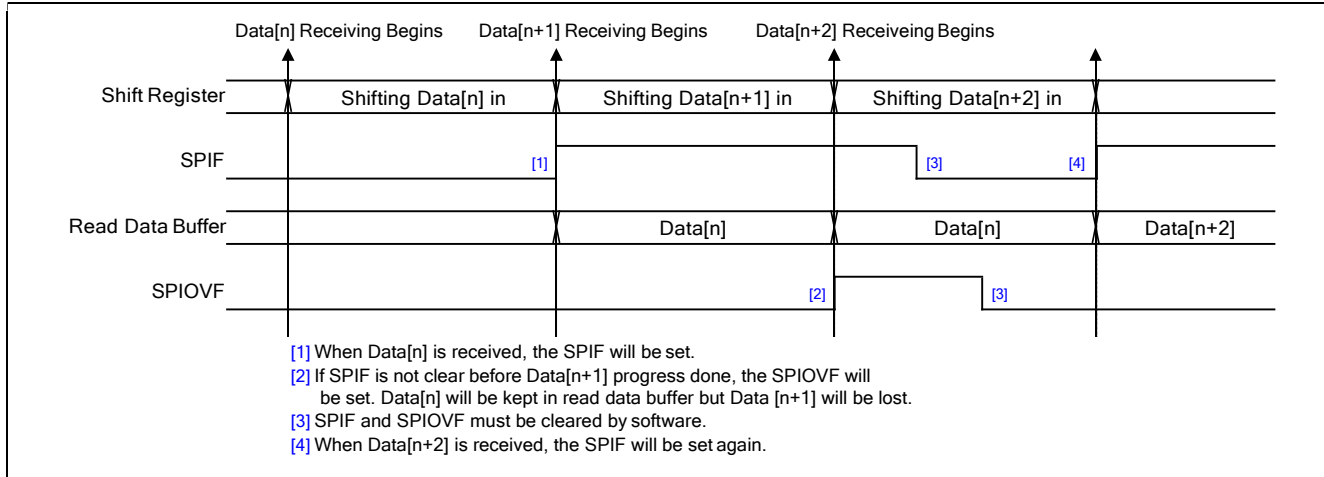 Data[n] Receiving Begins Data[n+1] Receiving Begins Data[n+2] Receiveing Begins
Shift Register Shifting Data[n] in Shifting Data[n+1] in Shifting Data[n+2] in
SPIF [1] [3] [4]
Read Data Buffer Data[n] Data[n] Data[n+2]
SPIOVF [2] [3]
[1] When Data[n] is received, the SPIF will be set.
[2] If SPIF is not clear before Data[n+1] progress done, the SPIOVF will
be set. Data[n] will be kept in read data buffer but Data [n+1] will be lost.
[3] SPIF and SPIOVF must be cleared by software.
[4] When Data[n+2] is received, the SPIF will be set again.